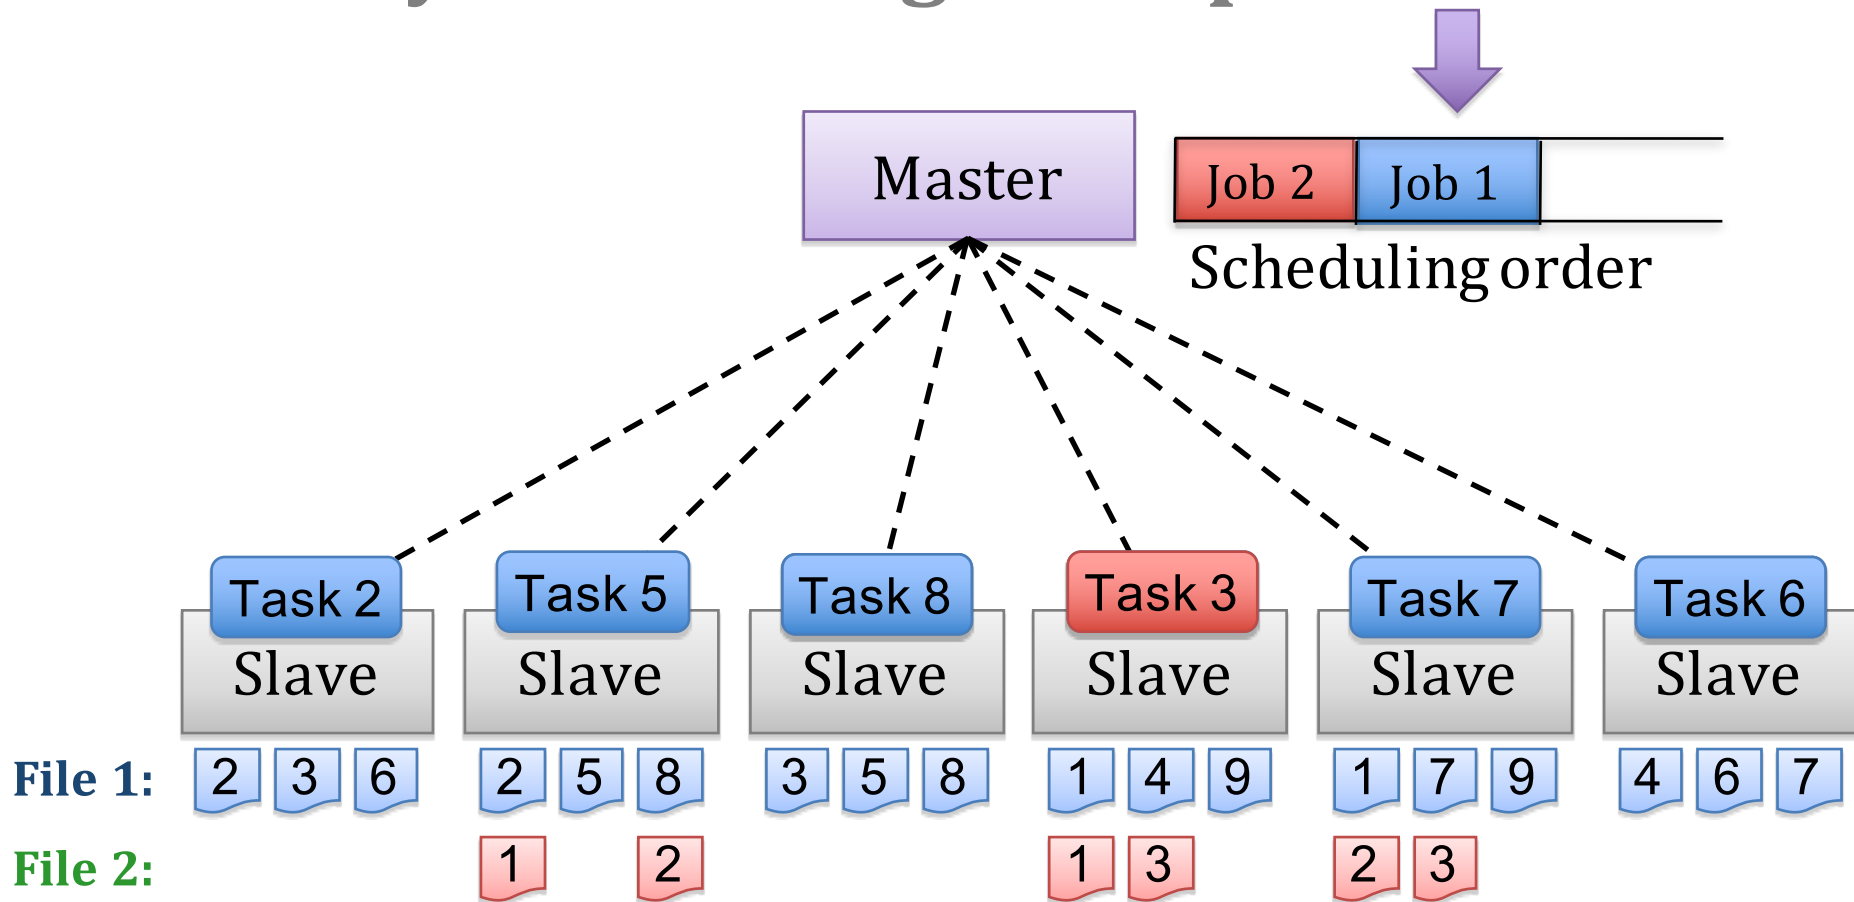 Master
Job 2 Job 1
Scheduling order
Task 2 Task 5 Task 8 Task 3 Task 7 Task 6
Slave Slave Slave Slave Slave Slave
File 1: 2 3 6 2 5 8 3 5 8 1 4 9 1 7 9 4 6 7
File 2: 1 2 1 3 2 3